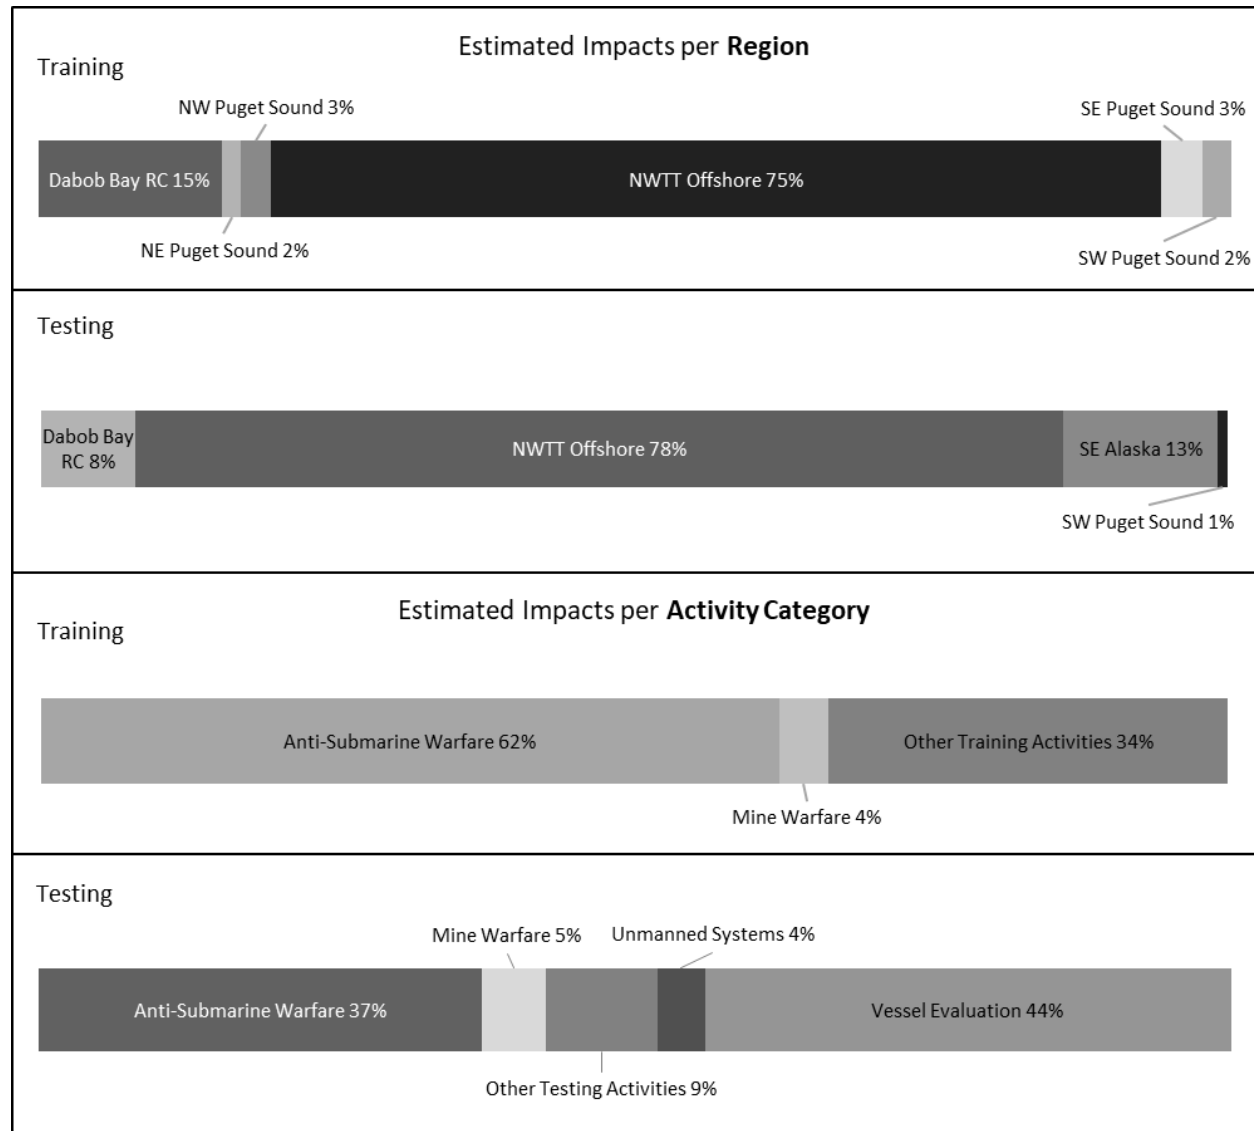 Estimated Impacts per Region
Training
NW Puget Sound 3%
SE Puget Sound 3%
Dabob Bay RC 15%
NWTT Offshore 75%
NE Puget Sound 2%
SW Puget Sound 2%
Testing
Dabob Bay
RC 8%
NWTT Offshore 78%
SE Alaska 13%
SW Puget Sound 1%
Estimated Impacts per Activity Category
Training
Anti-Submarine Warfare 62%
Other Training Activities 34%
Mine Warfare 4%
Testing
Mine Warfare 5%
Unmanned Systems 4%
Anti-Submarine Warfare 37%
Vessel Evaluation 44%
Other Testing Activities 9%